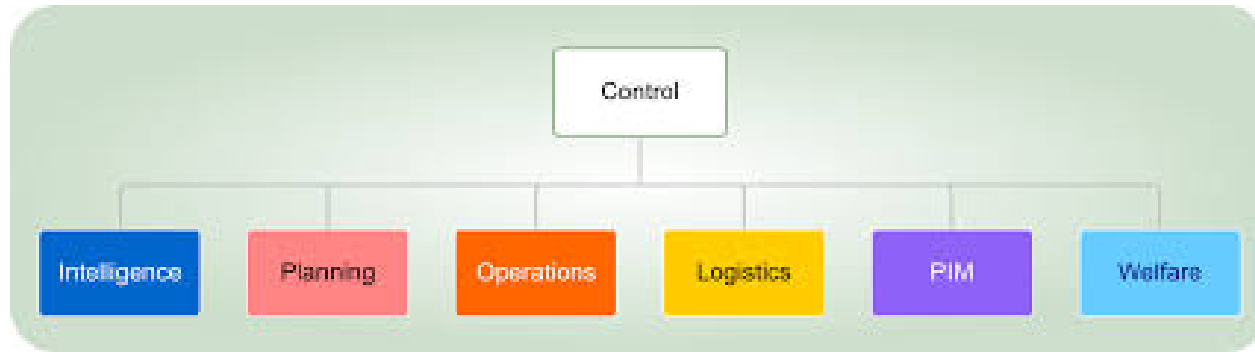 Control
Intelligence
Planning
Operations
Logistics
PIM
Welfare